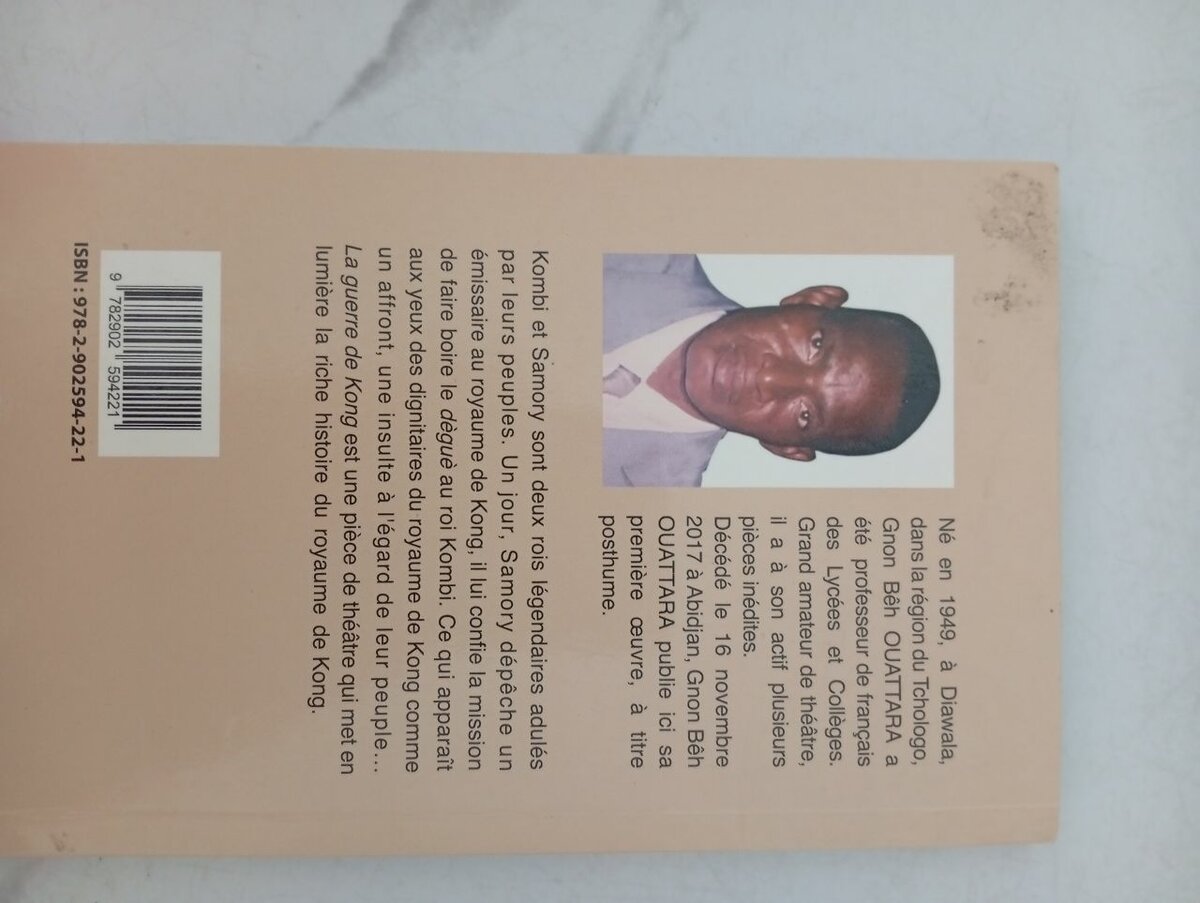 Né en 1949, à Diawala,
dans la région du Tchologo,
Gnon Bêh OUATTARA a
été professeur de français
des Lycées et Collèges.
Grand amateur de théâtre,
il a à son actif plusieurs
pièces inédites.
Décédé le 16 novembre
2017 à Abidjan, Gnon Bêh
OUATTARA publie ici sa
première œuvre, à titre
posthume.
Kombi et Samory sont deux rois légendaires adulés
par leurs peuples. Un jour, Samory dépêche un
émissaire au royaume de Kong, il lui confie la mission
de faire boire le dèguè au roi Kombi. Ce qui apparaît
aux yeux des dignitaires du royaume de Kong comme
un affront, une insulte à l'égard de leur peuple...
La guerre de Kong est une pièce de théâtre qui met en
lumière la riche histoire du royaume de Kong.
9 782902 594221
ISBN : 978-2-902594-22-1